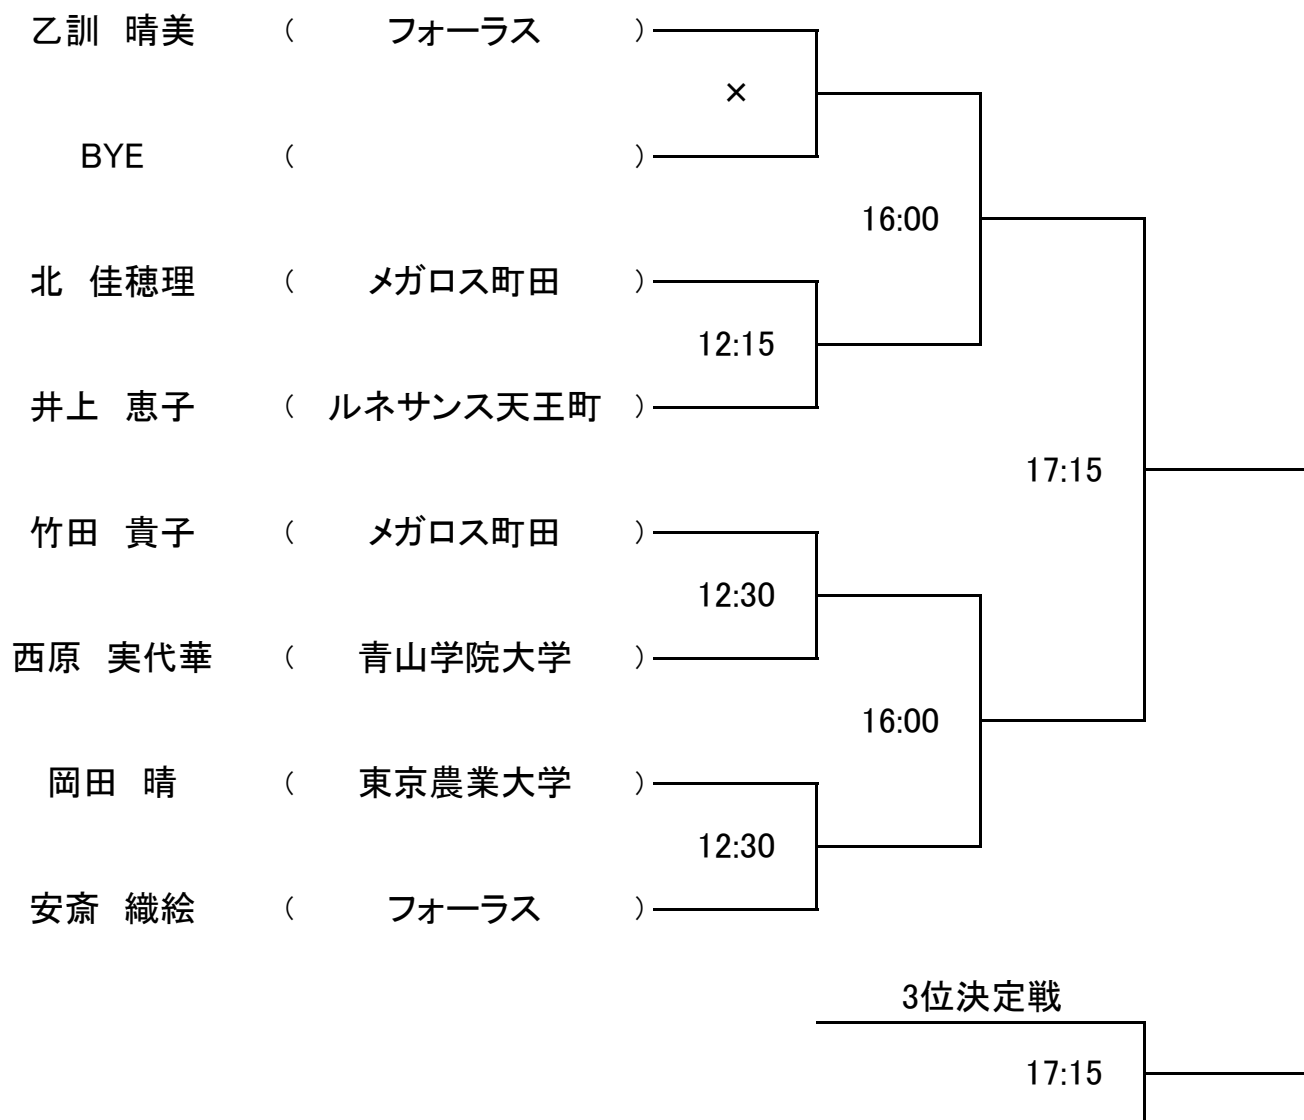 乙訓　晴美　（　フォーラス　）
×
BYE　（　）
16:00
北　佳穂理　（　メガロス町田　）
12:15
井上　恵子　（　ルネサンス天王町　）
17:15
竹田　貴子　（　メガロス町田　）
12:30
西原　実代華　（　青山学院大学　）
16:00
岡田　晴　（　東京農業大学　）
12:30
安斎　織絵　（　フォーラス　）
3位決定戦
17:15